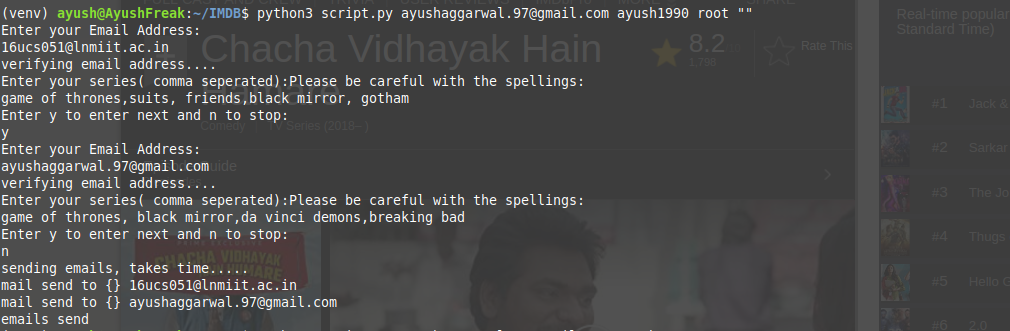 (venv) ayush@AyushFreak:~/IMDB$ python3 script.py ayushaggarwal.97@gmail.com ayush1990 root ""
Enter your Email Address:
16ucs051@lnmiit.ac.in
verifying email address....
Enter your series( comma seperated):Please be careful with the spellings:
game of thrones,suits, friends,black mirror, gotham
Enter y to enter next and n to stop:
y
Enter your Email Address:
ayushaggarwal.97@gmail.com
verifying email address....
Enter your series( comma seperated):Please be careful with the spellings:
game of thrones, black mirror,da vinci demons,breaking bad
Enter y to enter next and n to stop:
n
sending emails, takes time.....
mail send to {} 16ucs051@lnmiit.ac.in
mail send to {} ayushaggarwal.97@gmail.com
emails send
Chacha Vidhayak Hain
8.2
1,796
Rate This
Comedy | TV Series (2018– )
CHACHA VIDHAYAK
Real-time popular
Standard Time)
#1 Jack &
#2 Sarkar
#3 The Jo
#4 Thugs
#5 Hello G
#6 2.0